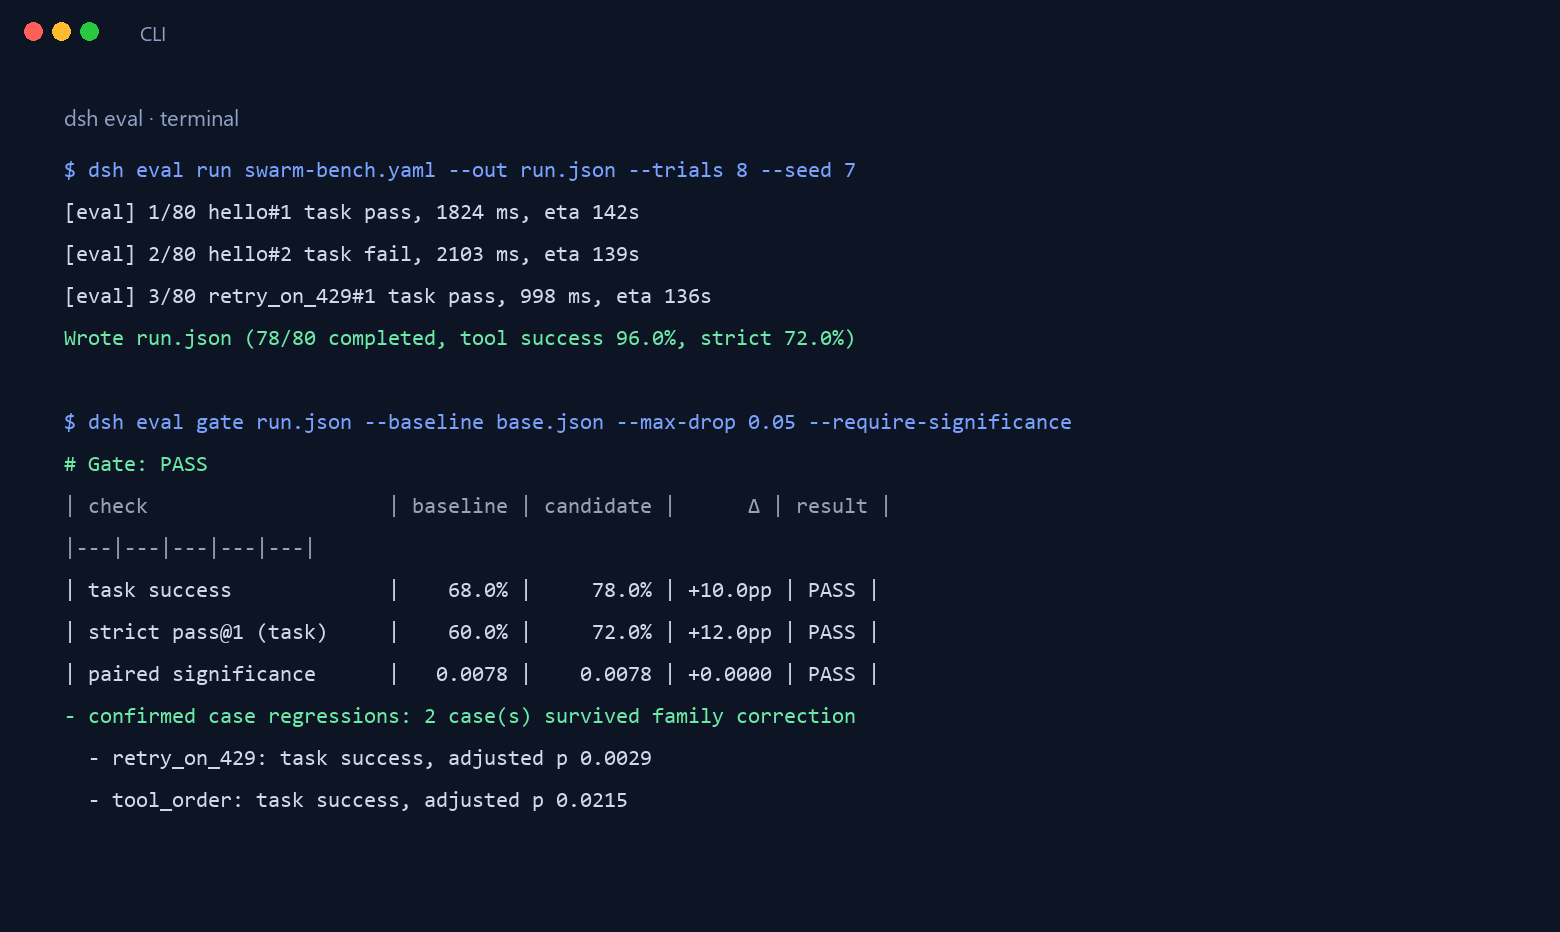 CLI
dsh eval · terminal
$ dsh eval run swarm-bench.yaml --out run.json --trials 8 --seed 7
[eval] 1/80 hello#1 task pass, 1824 ms, eta 142s
[eval] 2/80 hello#2 task fail, 2103 ms, eta 139s
[eval] 3/80 retry_on_429#1 task pass, 998 ms, eta 136s
Wrote run.json (78/80 completed, tool success 96.0%, strict 72.0%)
$ dsh eval gate run.json --baseline base.json --max-drop 0.05 --require-significance
# Gate: PASS
| check                    | baseline | candidate |      Δ | result |
|---|---|---|---|---|
| task success             |    68.0% |     78.0% | +10.0pp | PASS |
| strict pass@1 (task)     |    60.0% |     72.0% | +12.0pp | PASS |
| paired significance      |   0.0078 |    0.0078 | +0.0000 | PASS |
- confirmed case regressions: 2 case(s) survived family correction
  - retry_on_429: task success, adjusted p 0.0029
  - tool_order: task success, adjusted p 0.0215